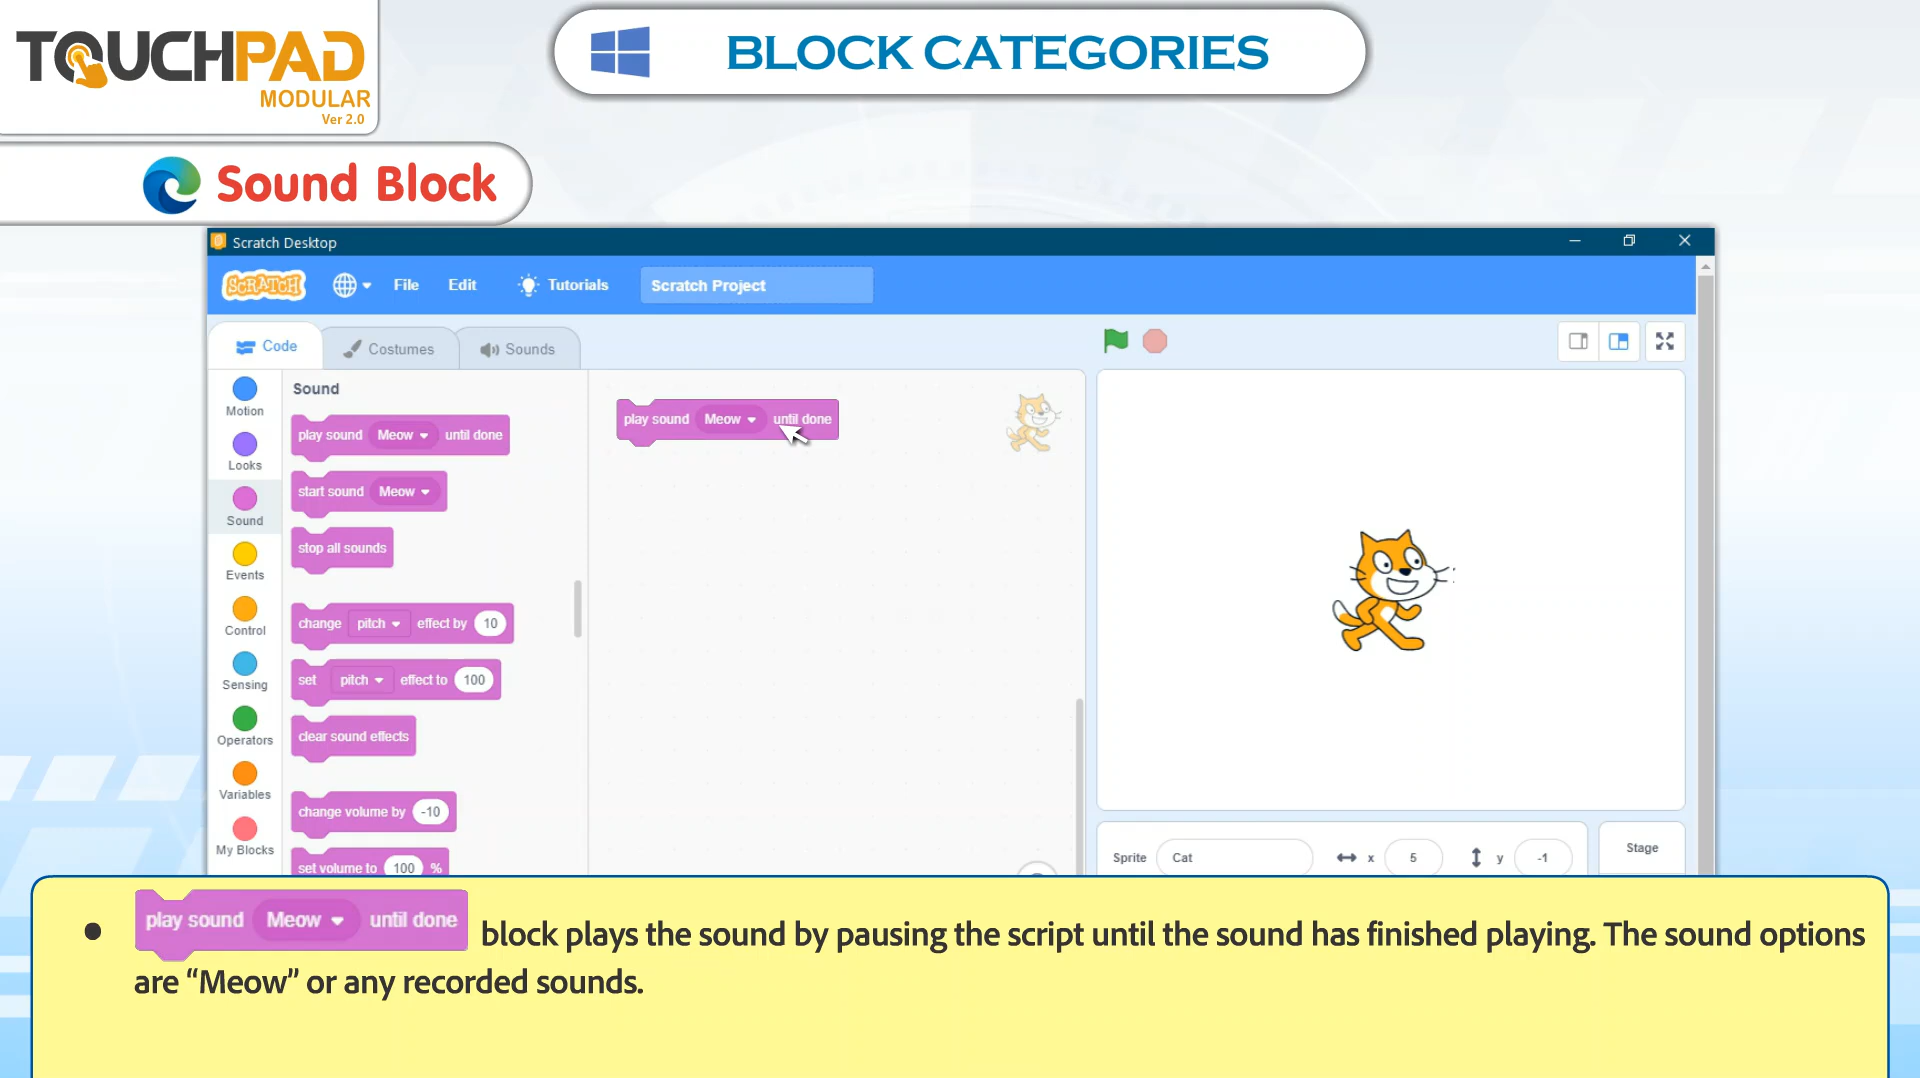 TOUCHPAD
MODULAR
Ver 2.0
BLOCK CATEGORIES
Sound Block
Scratch Desktop
SCRATCH File Edit Tutorials Scratch Project
Code Costumes Sounds
Motion
Looks
Sound
Events
Control
Sensing
Operators
Variables
My Blocks
Sound
play sound Meow until done
start sound Meow
stop all sounds
change pitch effect by 10
set pitch effect to 100
clear sound effects
change volume by -10
set volume to 100 %
play sound Meow until done
Sprite Cat x 5 y -1
Stage
• play sound Meow until done block plays the sound by pausing the script until the sound has finished playing. The sound options
are “Meow” or any recorded sounds.